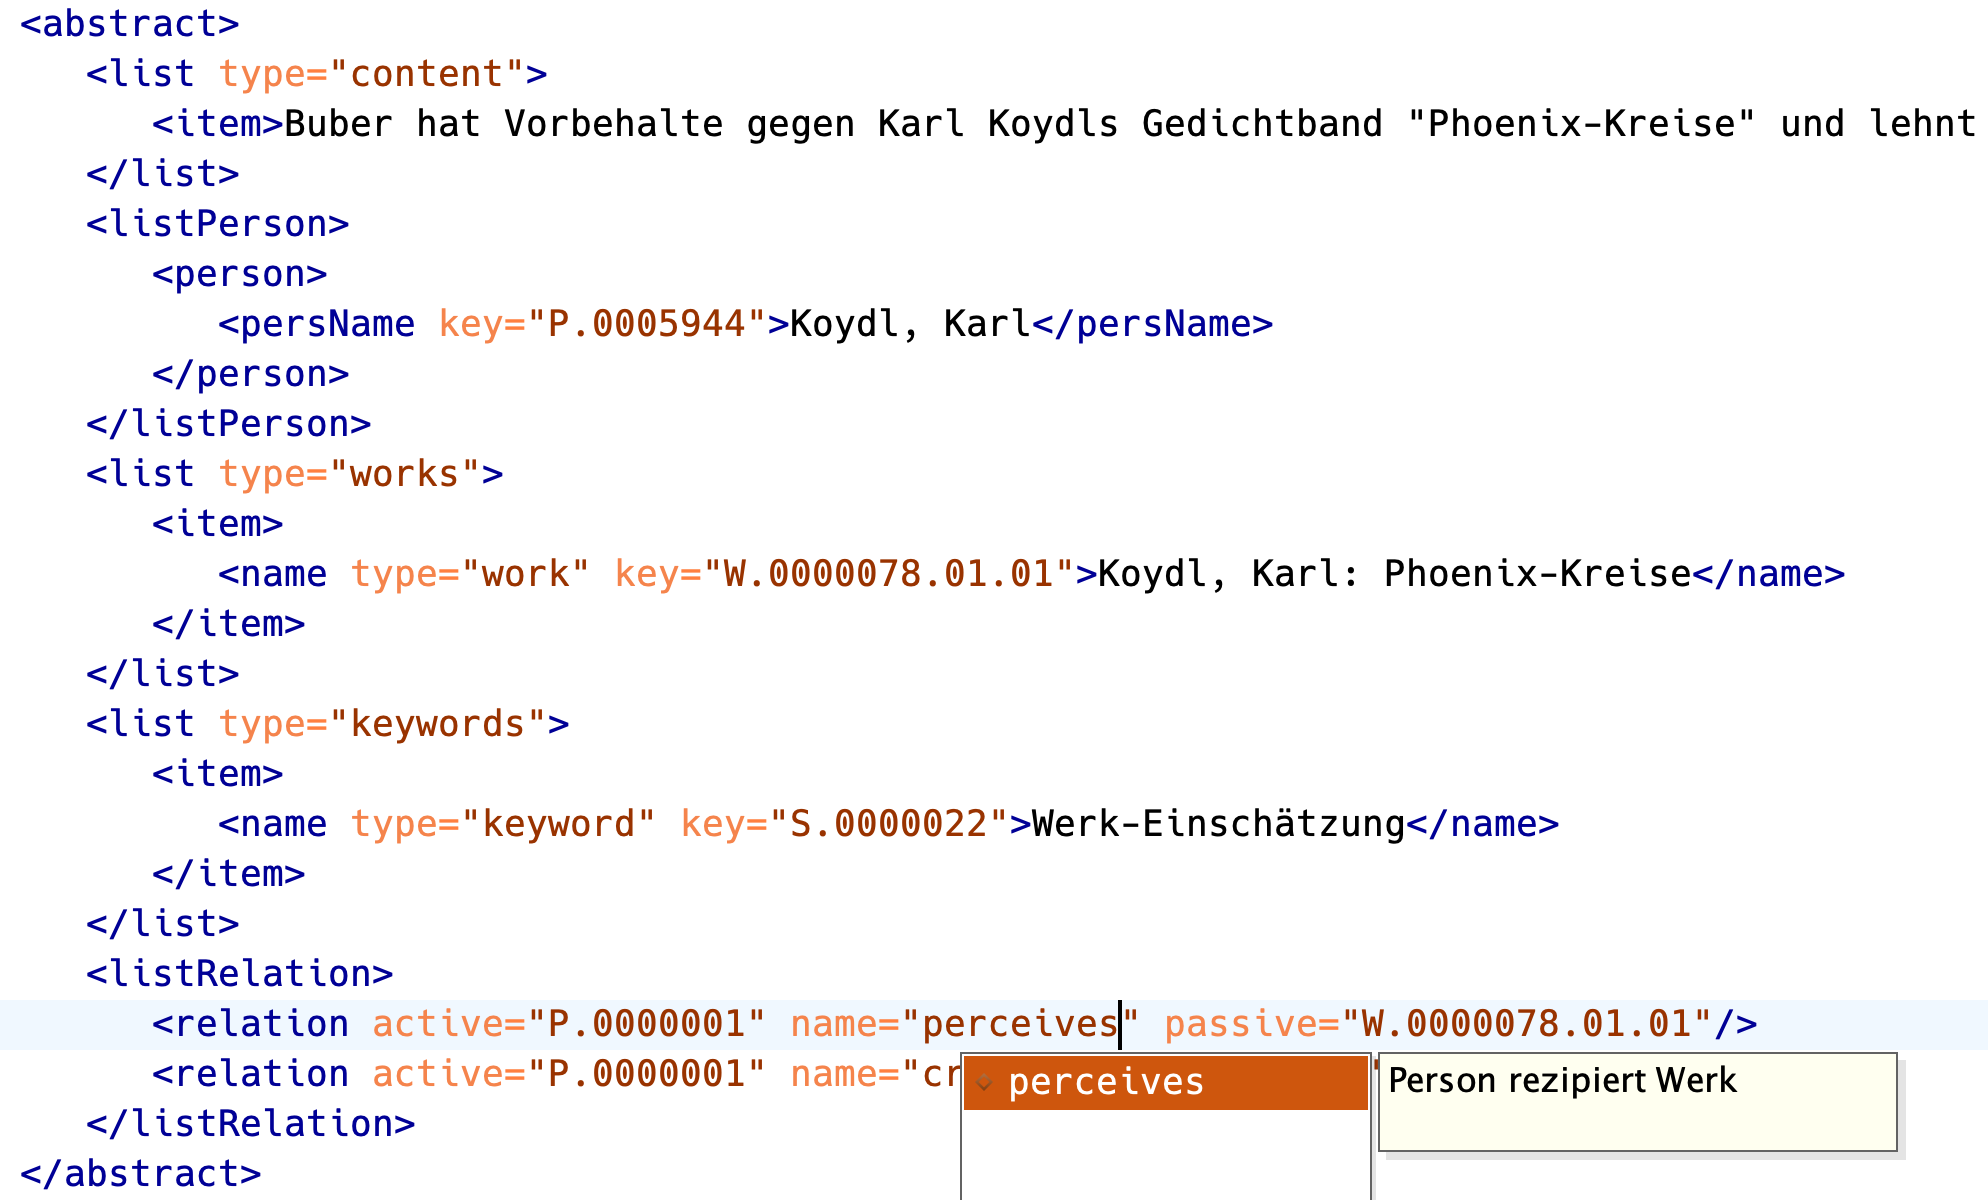 <abstract>
<list type="content">
<item>Buber hat Vorbehalte gegen Karl Koydls Gedichtband "Phoenix-Kreise" und lehnt
</list>
<listPerson>
<person>
<persName key="P.0005944">Koydl, Karl</persName>
</person>
</listPerson>
<list type="works">
<item>
<name type="work" key="W.0000078.01.01">Koydl, Karl: Phoenix-Kreise</name>
</item>
</list>
<list type="keywords">
<item>
<name type="keyword" key="S.0000022">Werk-Einschätzung</name>
</item>
</list>
<listRelation>
<relation active="P.0000001" name="perceives" passive="W.0000078.01.01"/>
<relation active="P.0000001" name="cr
perceives
Person rezipiert Werk
</listRelation>
</abstract>